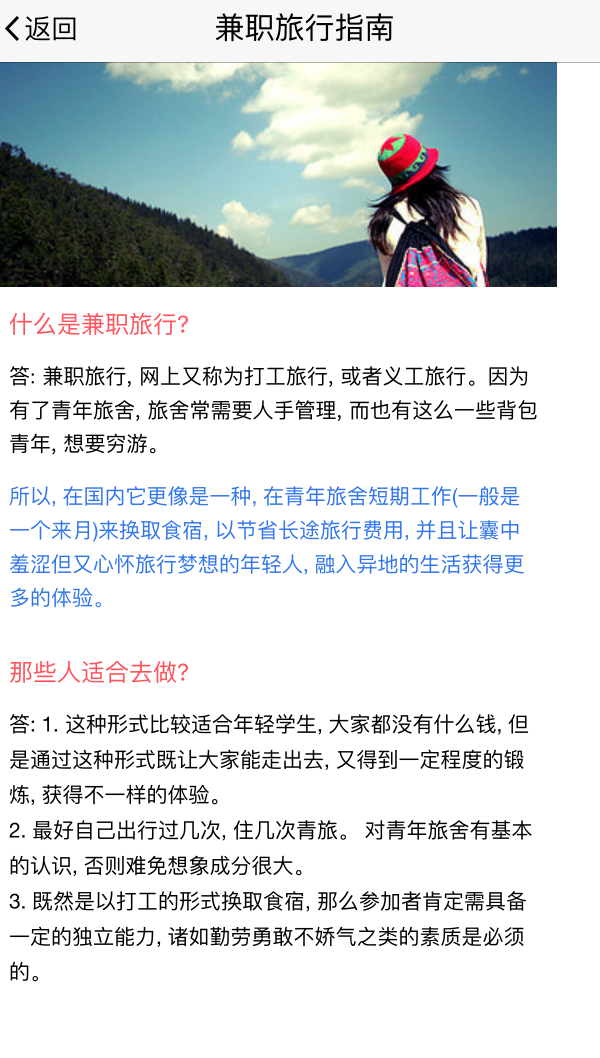 返回
兼职旅行指南
什么是兼职旅行?
答: 兼职旅行, 网上又称为打工旅行, 或者义工旅行。因为
有了青年旅舍, 旅舍常需要人手管理, 而也有这么一些背包
青年, 想要穷游。
所以, 在国内它更像是一种, 在青年旅舍短期工作(一般是
一个来月)来换取食宿, 以节省长途旅行费用, 并且让囊中
羞涩但又心怀旅行梦想的年轻人, 融入异地的生活获得更
多的体验。
那些人适合去做?
答: 1. 这种形式比较适合年轻学生, 大家都没有什么钱, 但
是通过这种形式既让大家能走出去, 又得到一定程度的锻
炼, 获得不一样的体验。
2. 最好自己出行过几次, 住几次青旅。 对青年旅舍有基本
的认识, 否则难免想象成分很大。
3. 既然是以打工的形式换取食宿, 那么参加者肯定需具备
一定的独立能力, 诸如勤劳勇敢不娇气之类的素质是必须
的。